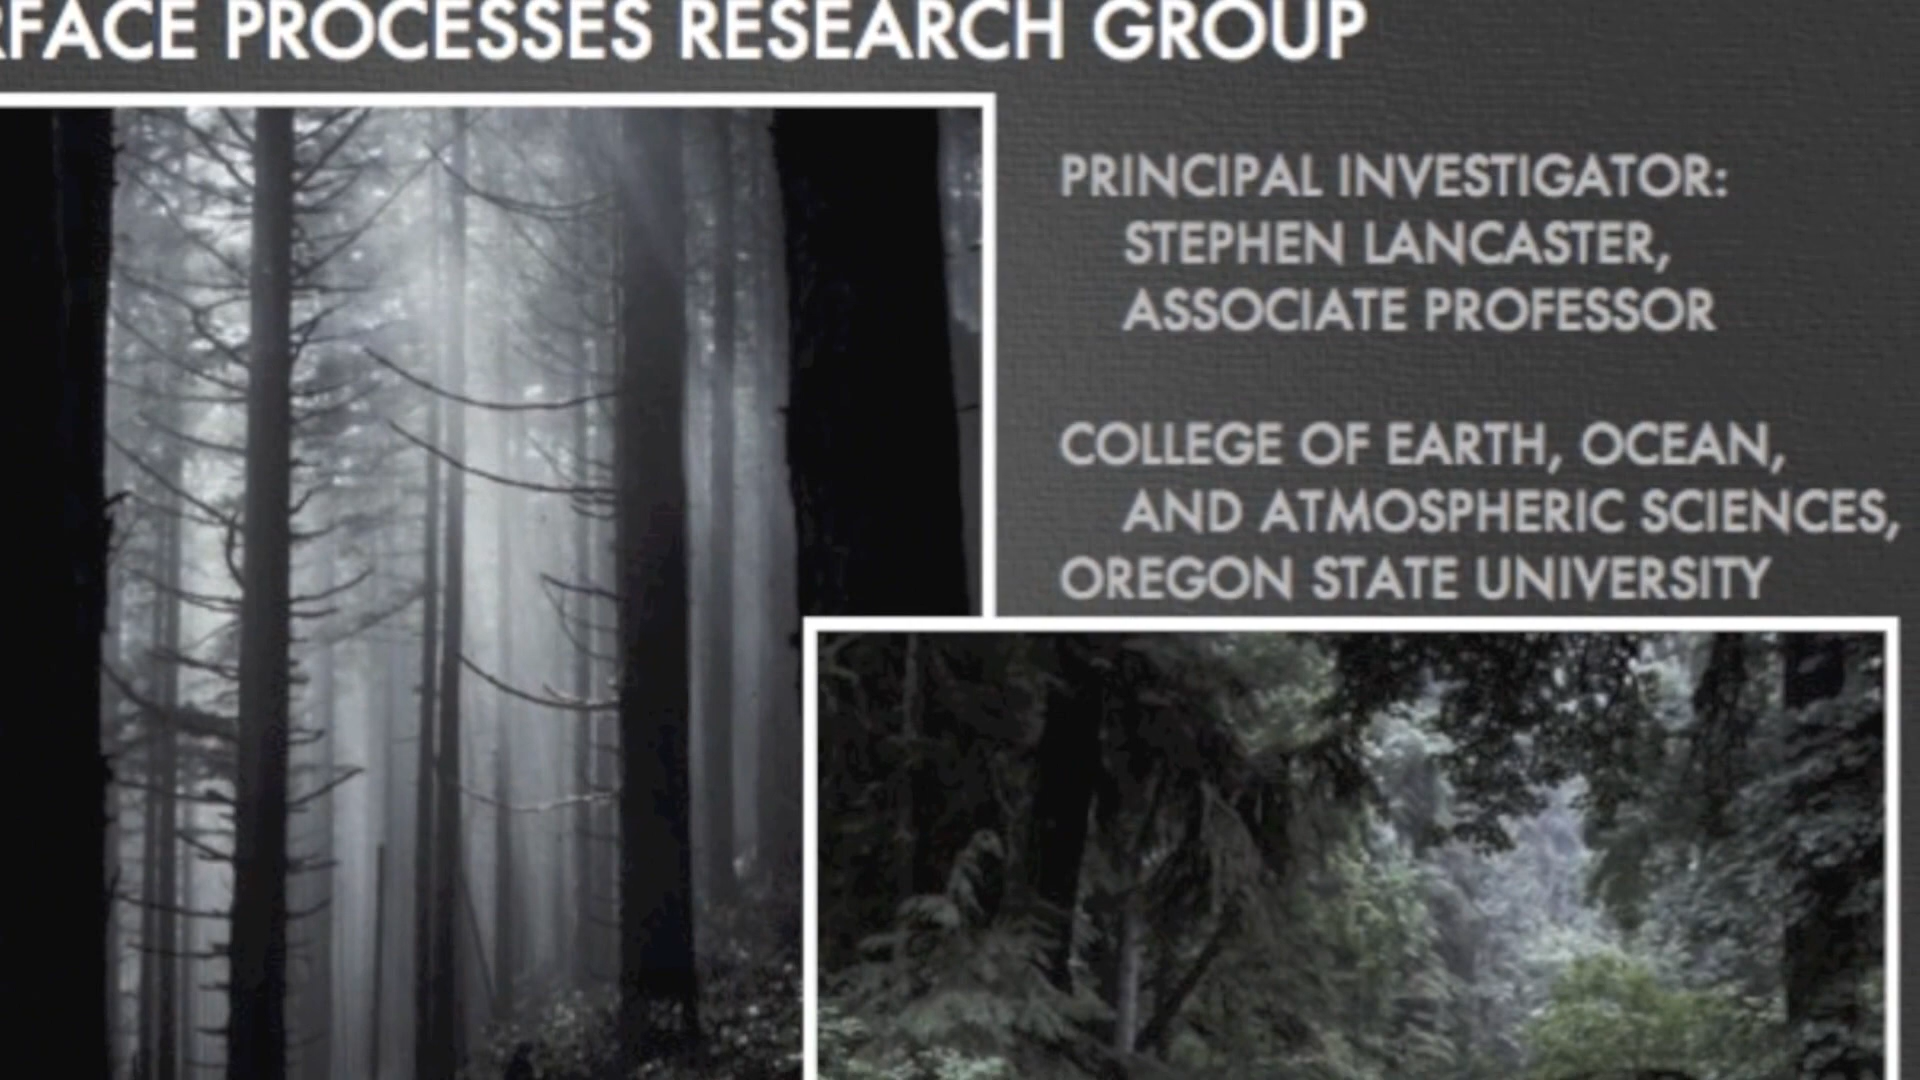 RFACE PROCESSES RESEARCH GROUP
PRINCIPAL INVESTIGATOR:
STEPHEN LANCASTER,
ASSOCIATE PROFESSOR
COLLEGE OF EARTH, OCEAN,
AND ATMOSPHERIC SCIENCES,
OREGON STATE UNIVERSITY